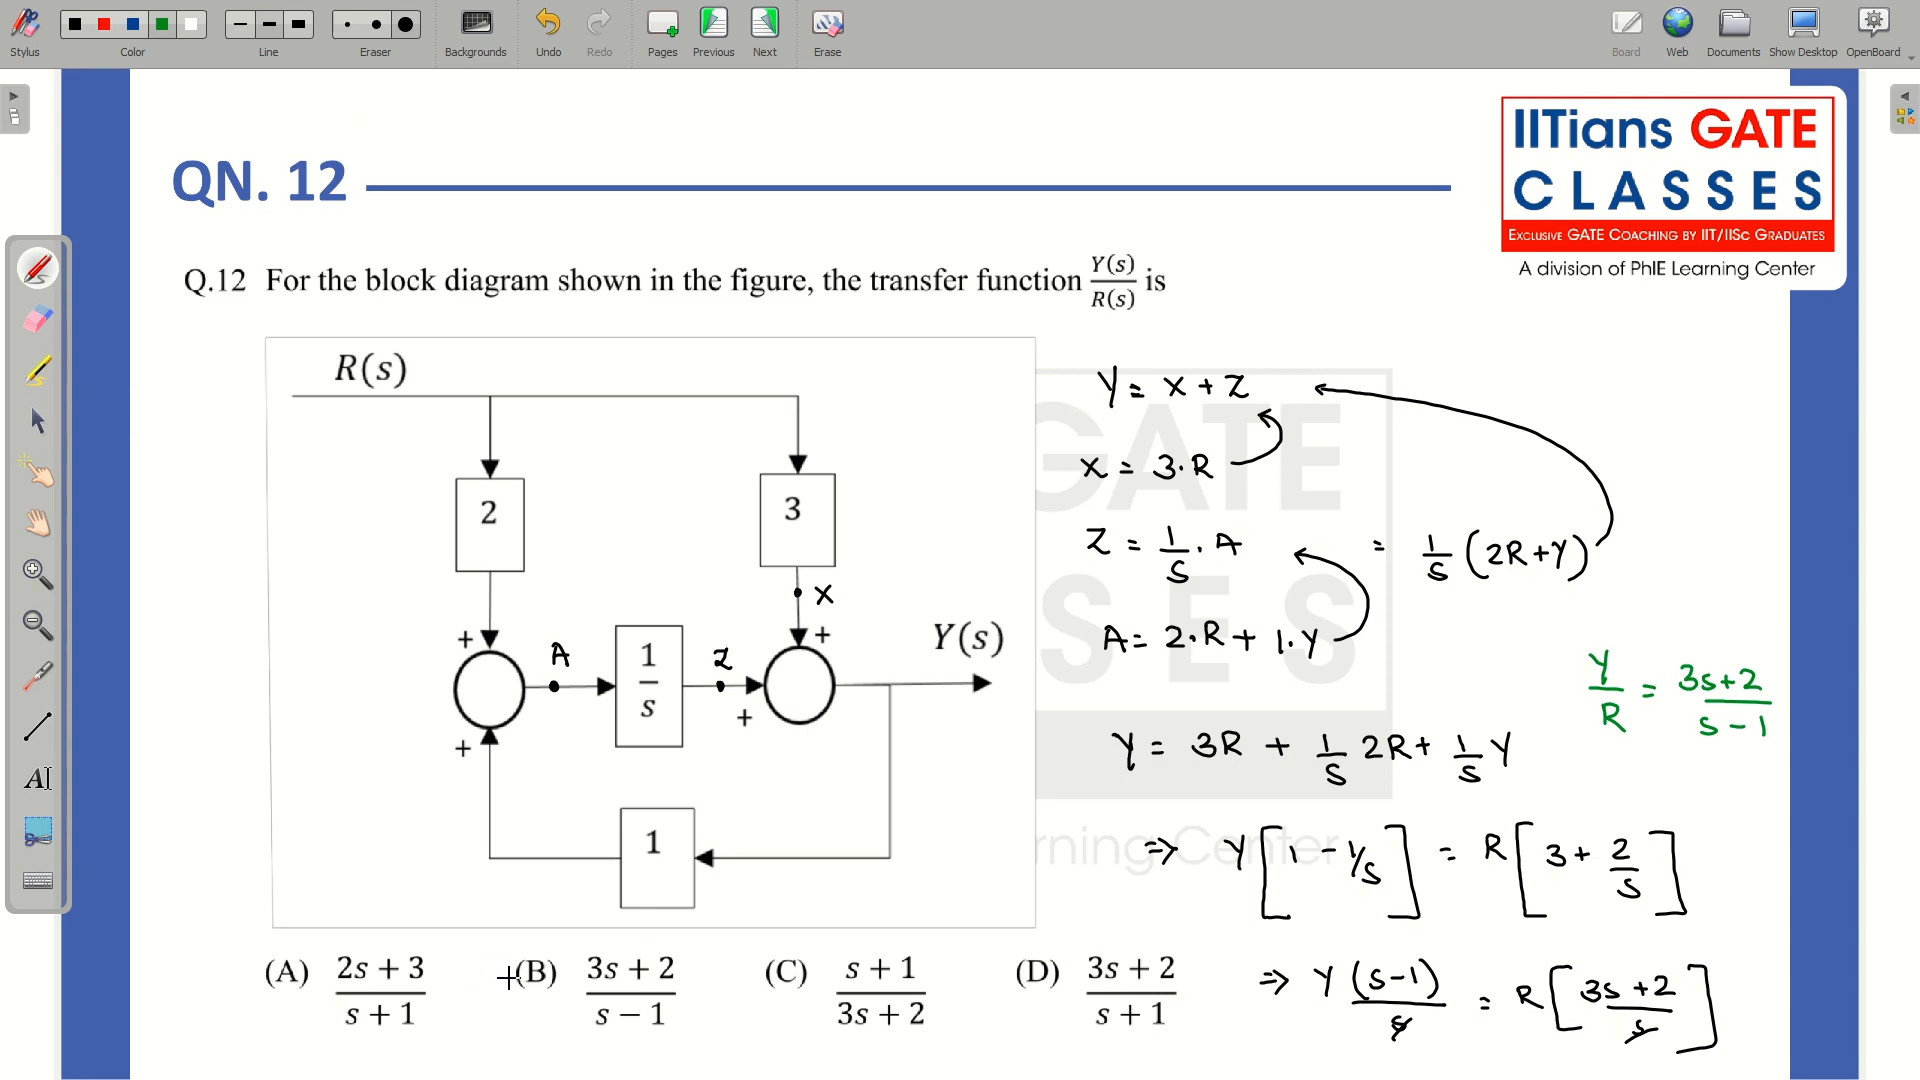 Stylus Color Line Eraser Backgrounds Undo Redo Pages Previous Next Erase Board Web Documents Show Desktop OpenBoard
IITians GATE
CLASSES
EXCLUSIVE GATE COACHING BY IIT/IISc GRADUATES
A division of PhIE Learning Center
QN. 12
Q.12 For the block diagram shown in the figure, the transfer function Y(s)/R(s) is
R(s)
2
3
X
+
+
Y(s)
A
1/s
Z
+
+
1
Y = X + Z
X = 3.R
Z = 1/s . A = 1/s (2R+Y)
A = 2.R + 1.Y
Y/R = 3s+2/s-1
Y = 3R + 1/s 2R + 1/s Y
=> Y [1 - 1/s] = R [3 + 2/s]
=> Y (s-1)/s = R [3s+2/s]
(A) 2s + 3/s + 1 (B) 3s + 2/s − 1 (C) s + 1/3s + 2 (D) 3s + 2/s + 1
GATE
SES
rning Center